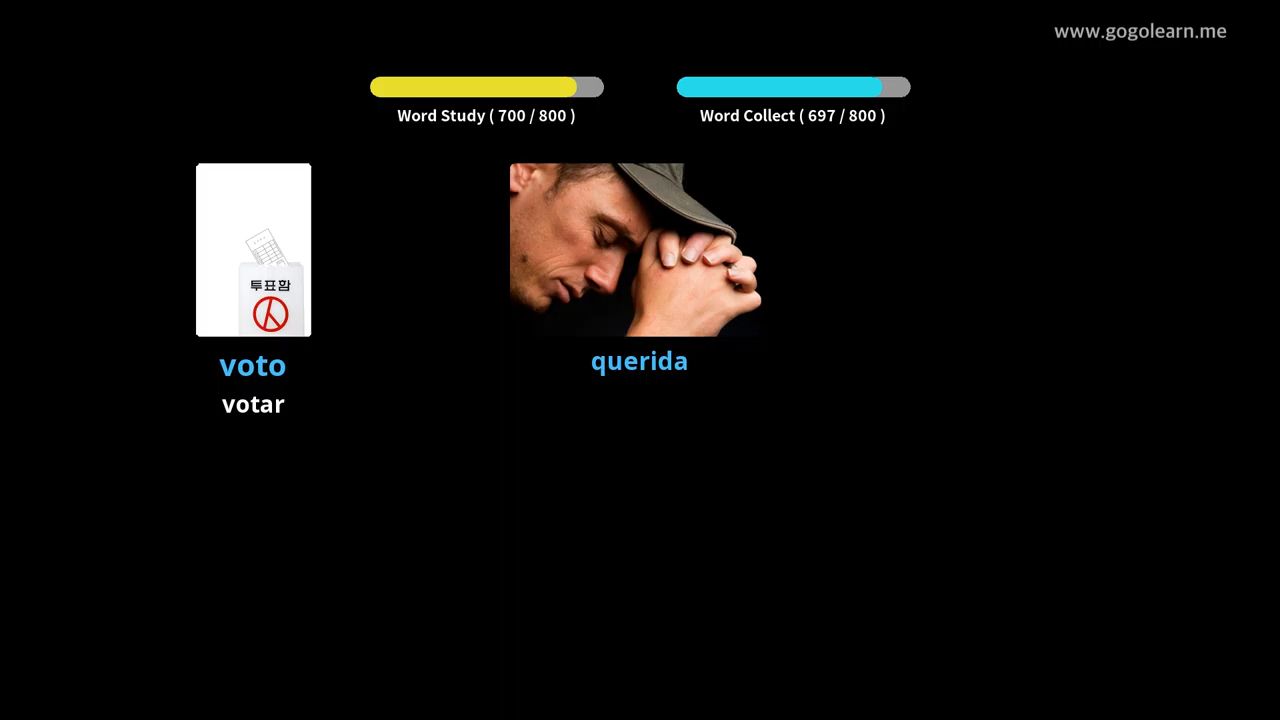 www.gogolearn.me
Word Study ( 700 / 800 )
Word Collect ( 697 / 800 )
투표함
voto
votar
querida